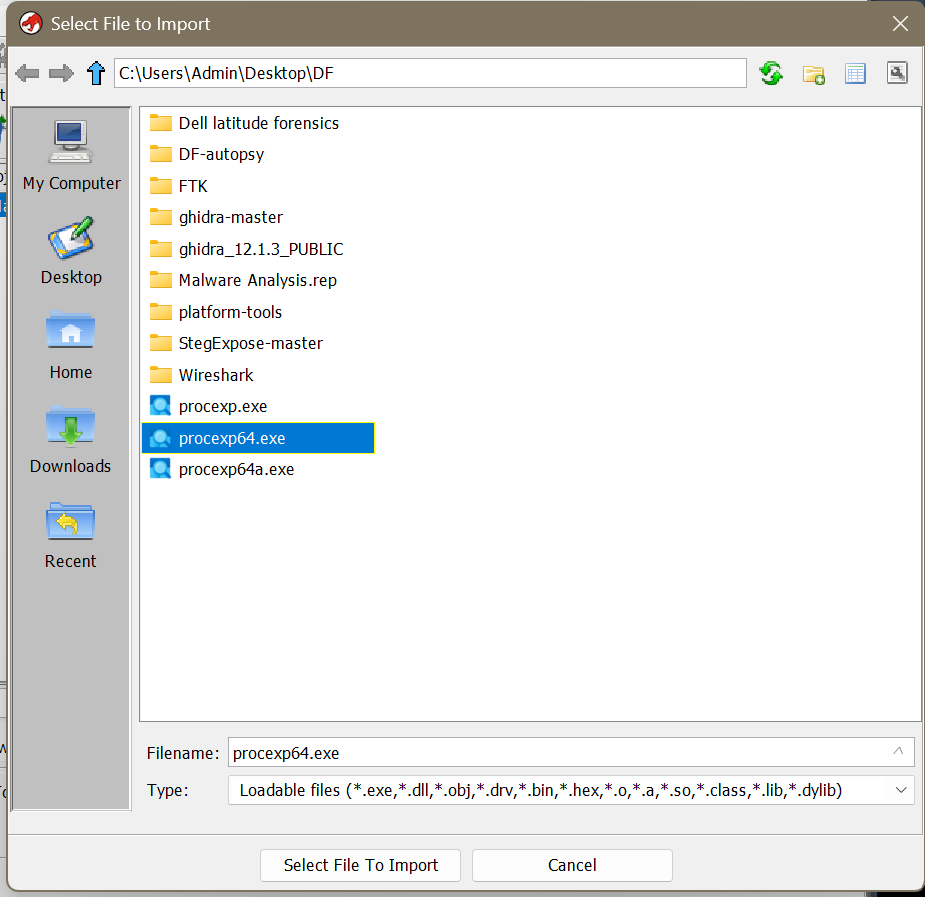 Select File to Import
C:\Users\Admin\Desktop\DF
My Computer
Desktop
Home
Downloads
Recent
Dell latitude forensics
DF-autopsy
FTK
ghidra-master
ghidra_12.1.3_PUBLIC
Malware Analysis.rep
platform-tools
StegExpose-master
Wireshark
procexp.exe
procexp64.exe
procexp64a.exe
Filename: procexp64.exe
Type: Loadable files (*.exe,*.dll,*.obj,*.drv,*.bin,*.hex,*.o,*.a,*.so,*.class,*.lib,*.dylib)
Select File To Import Cancel